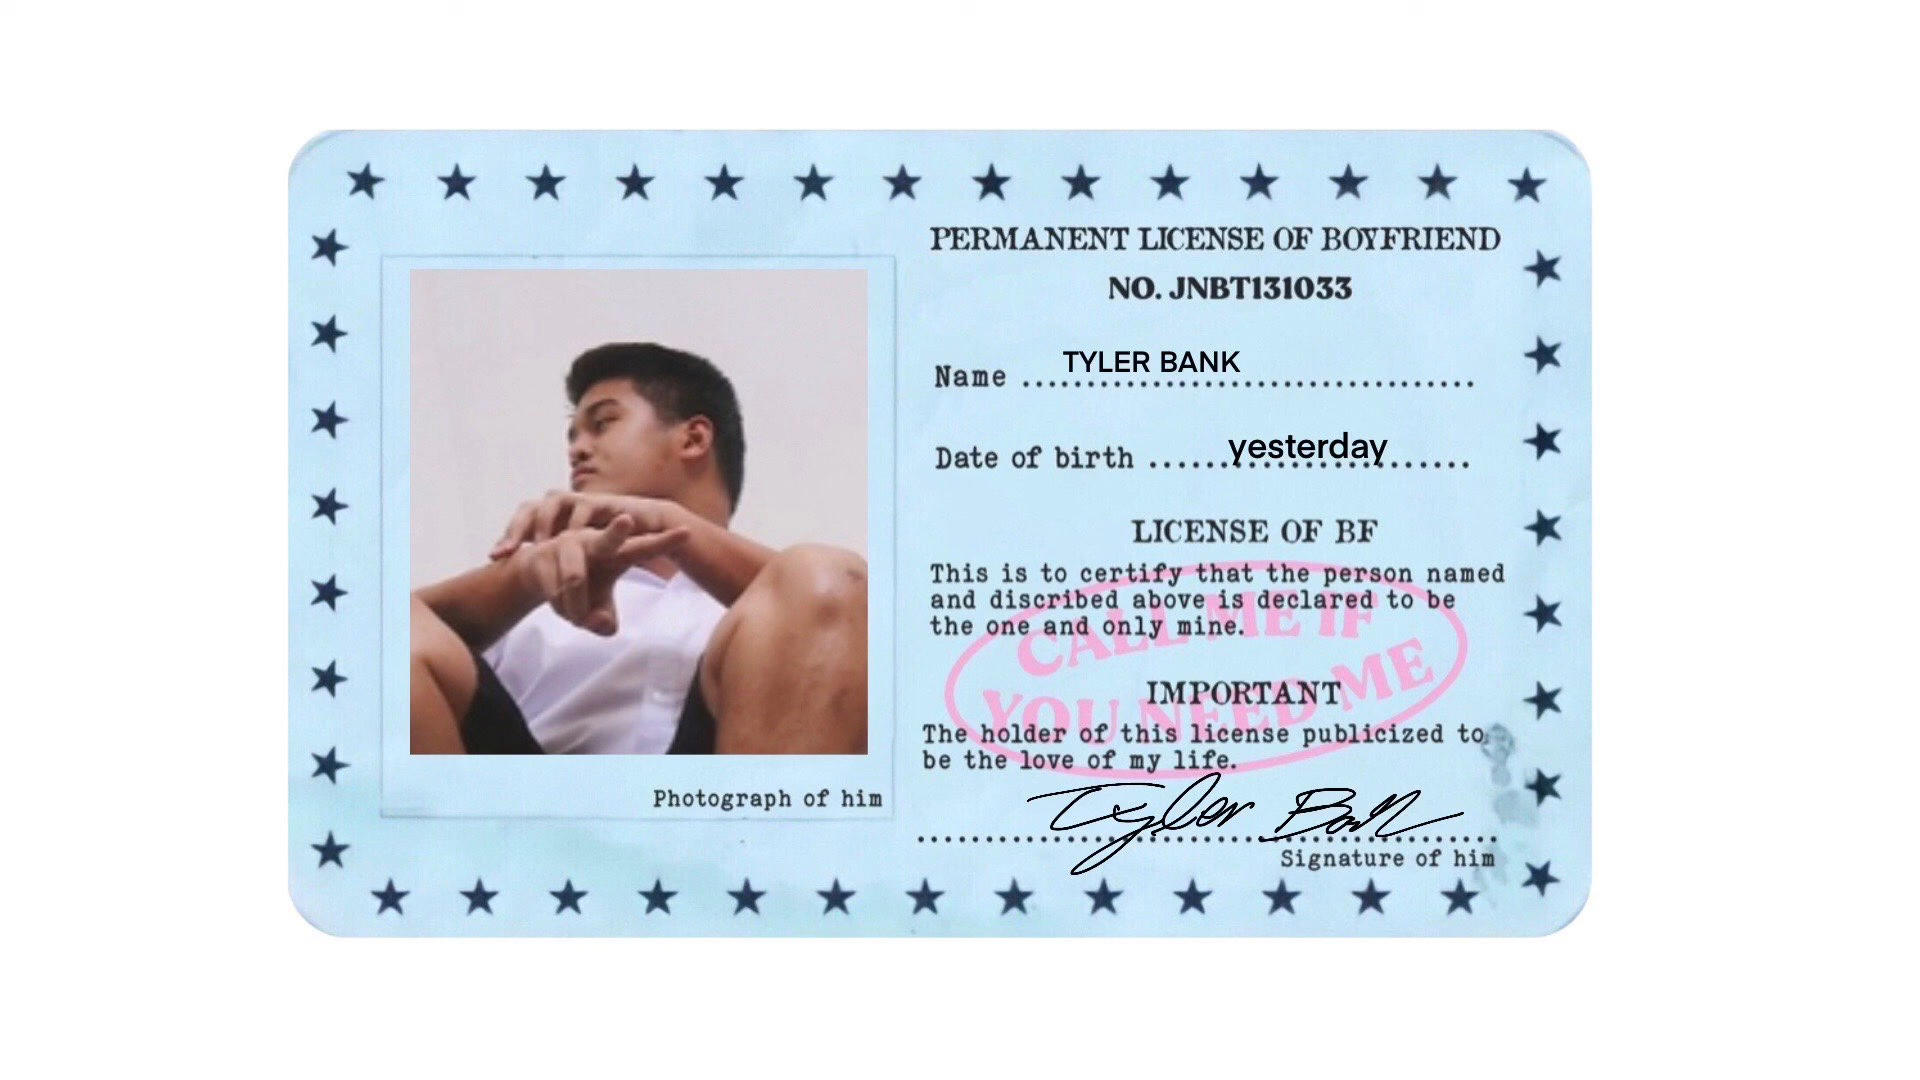 PERMANENT LICENSE OF BOYFRIEND
NO. JNBT131033
Name ........ TYLER BANK ........
Date of birth ........ yesterday ........
LICENSE OF BF
This is to certify that the person named
and discribed above is declared to be
the one and only mine.
CALL ME IF
YOU NEED ME
IMPORTANT
The holder of this license publicized to
be the love of my life.
Tyler Bank
Signature of him
Photograph of him